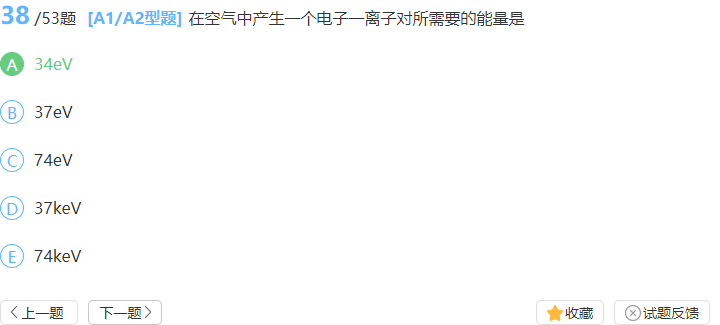 38/53题 [A1/A2型题] 在空气中产生一个电子一离子对所需要的能量是
A 34eV
B 37eV
C 74eV
D 37keV
E 74keV
上一题 下一题 收藏 试题反馈